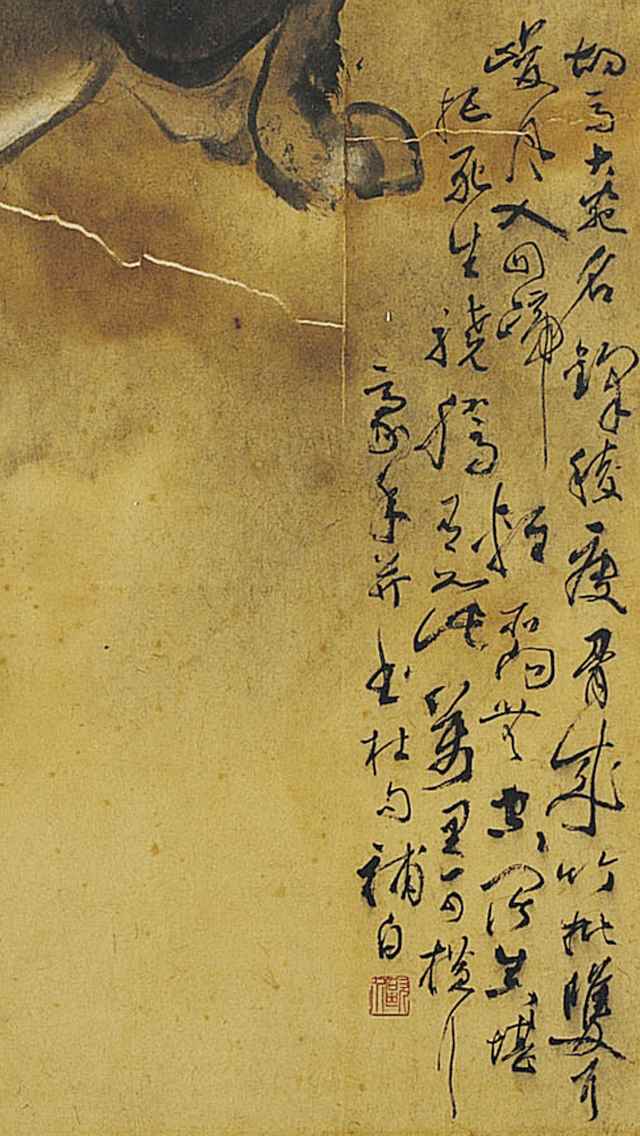 胡馬大宛名鋒稜瘦骨成竹批雙耳
峻風入四蹄輕所向無空闊真堪
托死生驍騰有如此萬里可橫行
豪年并書杜句補白